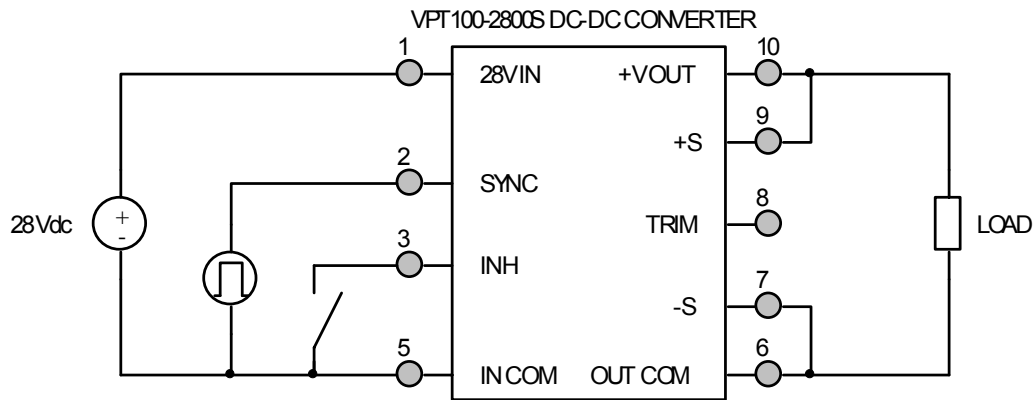 VPT100-2800S DC-DC CONVERTER
1
10
28VIN
+VOUT
9
+S
2
SYNC
8
28Vdc
+
-
TRIM
LOAD
3
INH
7
-S
5
6
IN COM
OUT COM